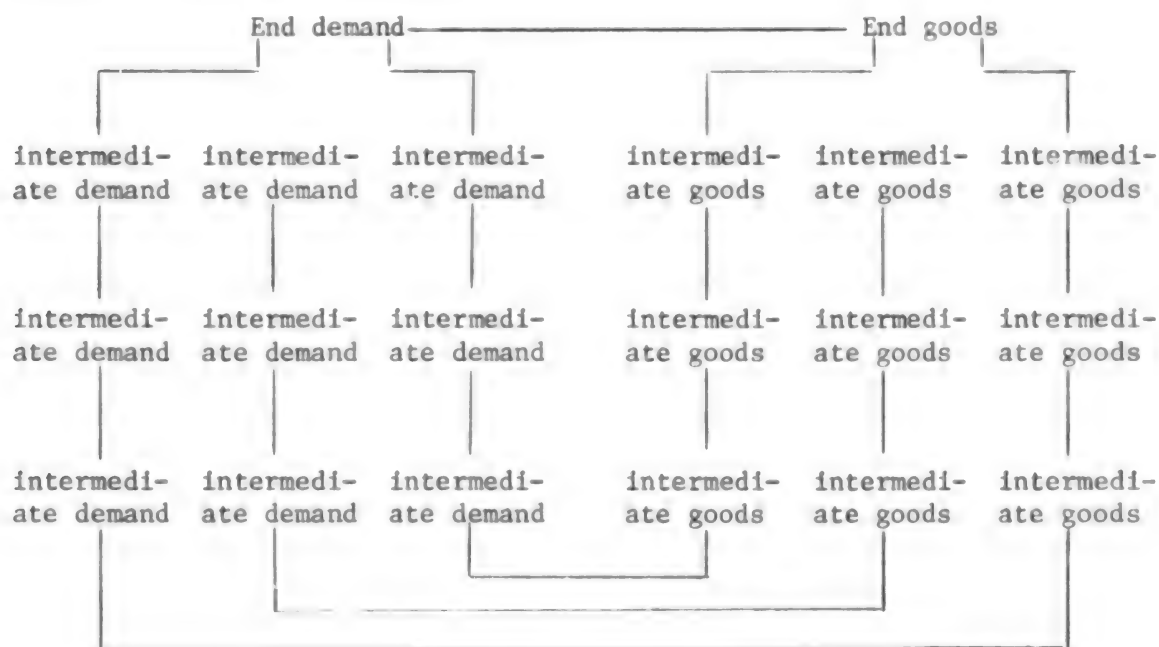 End demand End goods
intermedi- intermedi- intermedi- intermedi- intermedi- intermedi-
ate demand ate demand ate demand ate goods ate goods ate goods
intermedi- intermedi- intermedi- intermedi- intermedi- intermedi-
ate demand ate demand ate demand ate goods ate goods ate goods
intermedi- intermedi- intermedi- intermedi- intermedi- intermedi-
ate demand ate demand ate demand ate goods ate goods ate goods